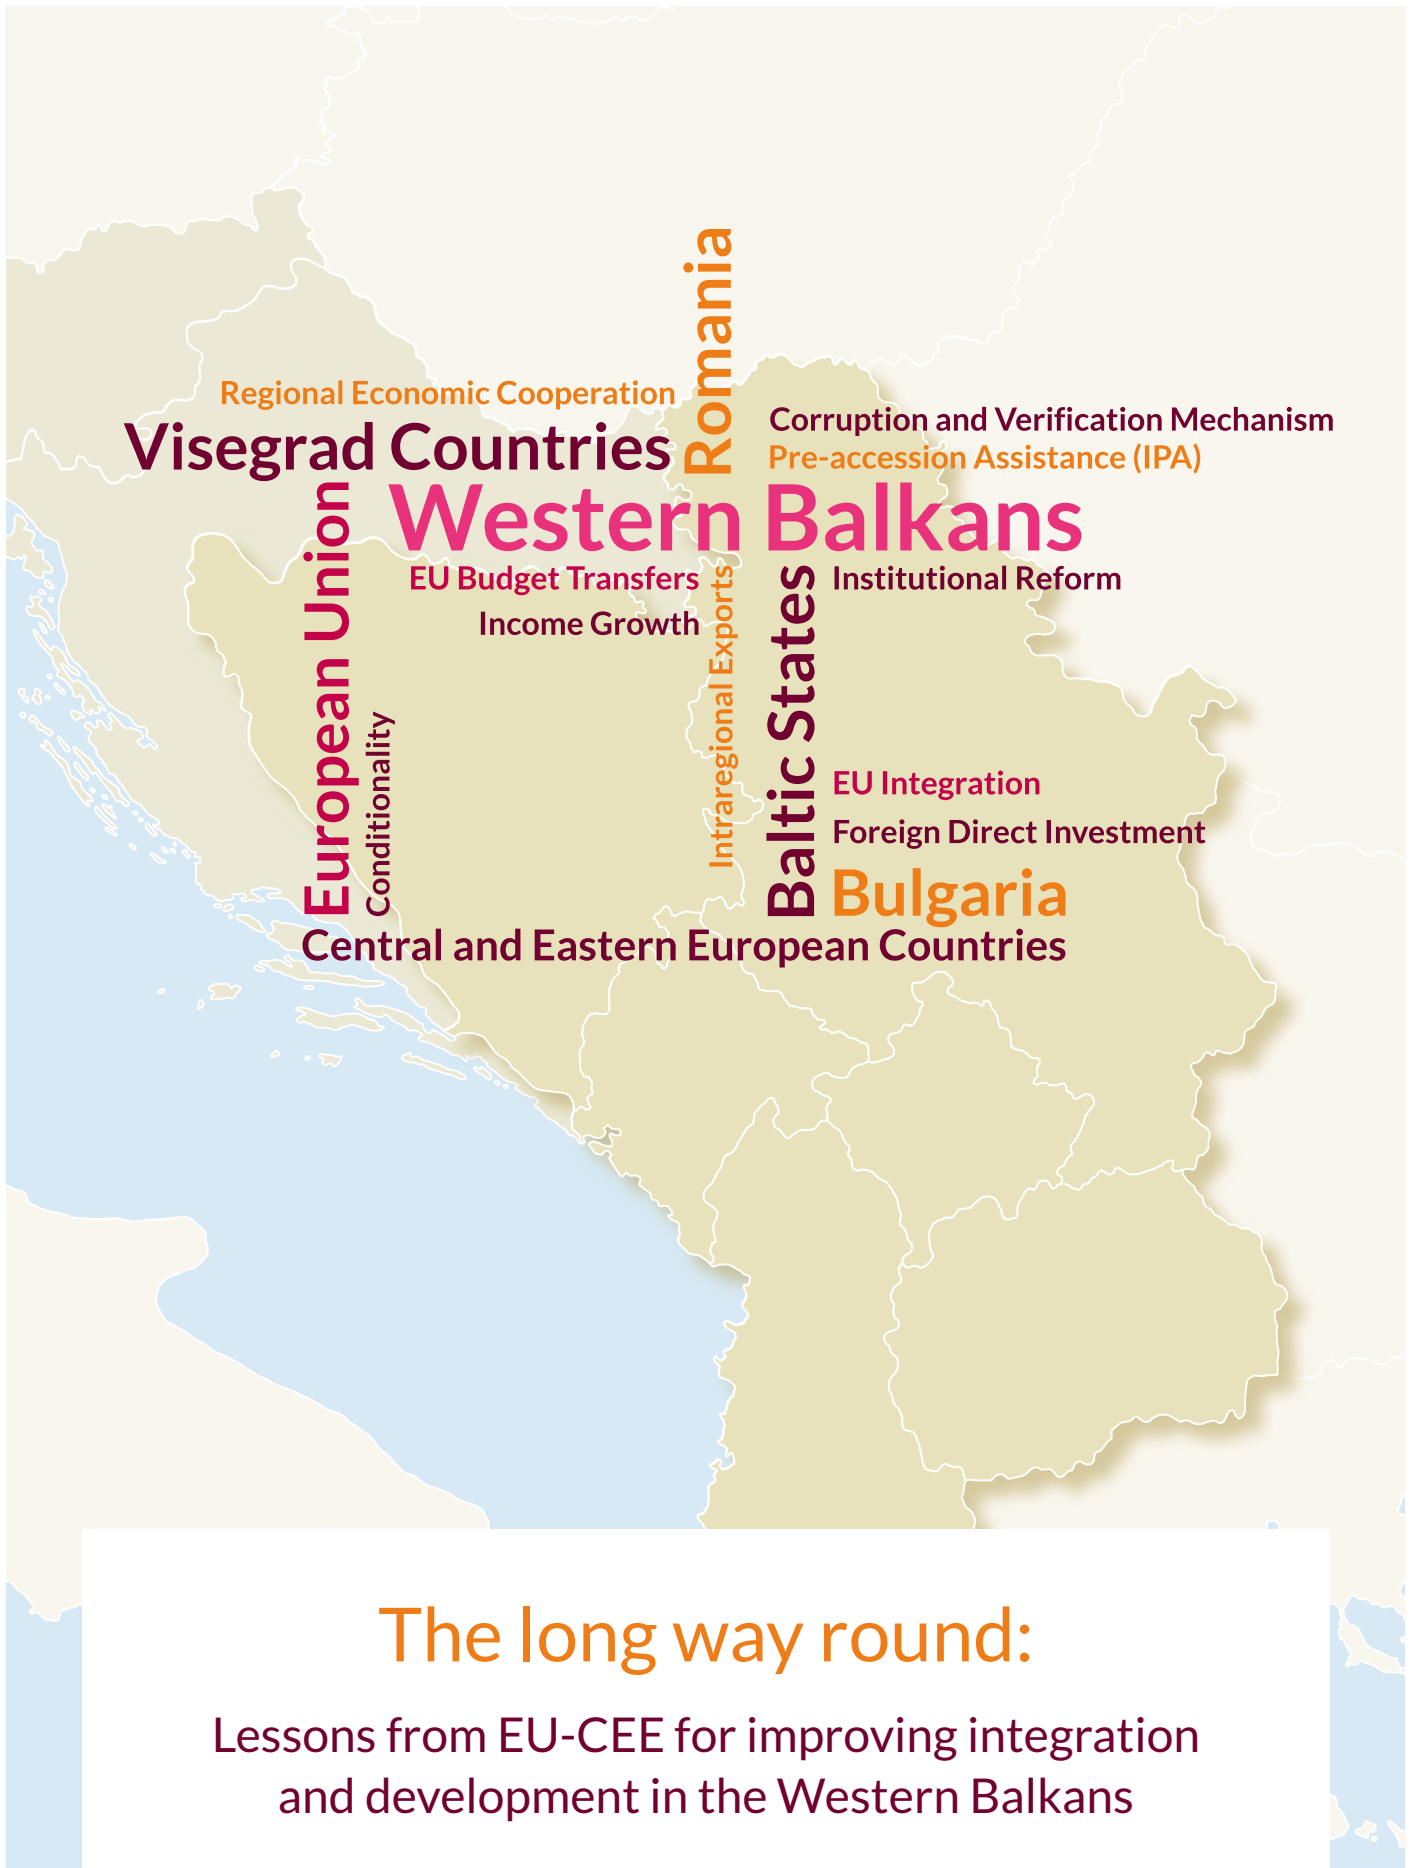 Romania
Regional Economic Cooperation
Visegrad Countries
Corruption and Verification Mechanism
Pre-accession Assistance (IPA)
Western Balkans
European Union
EU Budget Transfers
Income Growth
Intraregional Exports
Baltic States
Institutional Reform
Conditionality
EU Integration
Foreign Direct Investment
Bulgaria
Central and Eastern European Countries
The long way round:
Lessons from EU-CEE for improving integration
and development in the Western Balkans